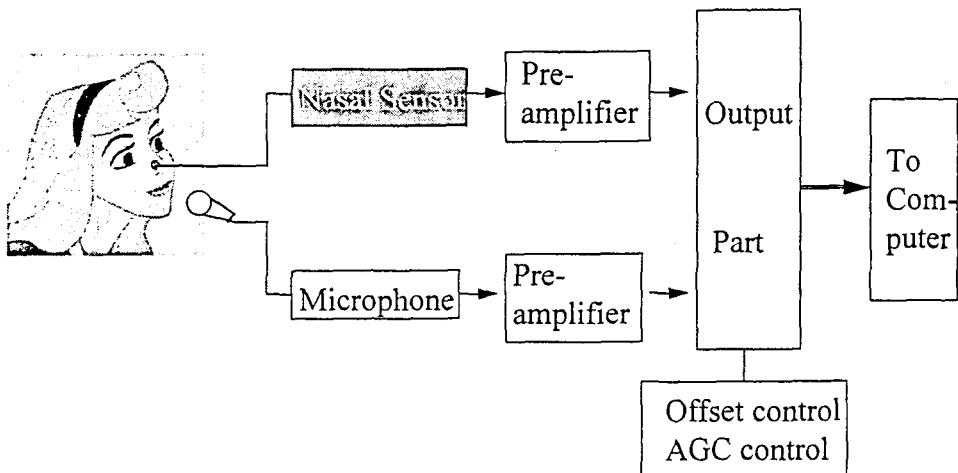 Nasal Sensor
Pre-
amplifier
Output
Part
To
Com-
puter
Microphone
Pre-
amplifier
Offset control
AGC control